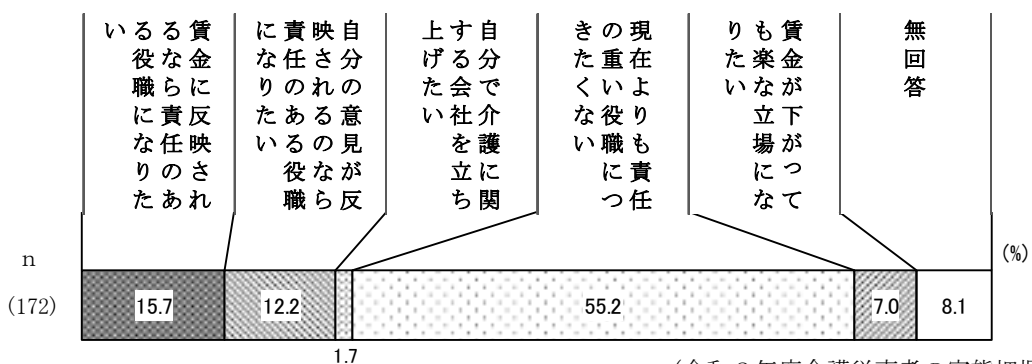 賃金に反映され
るなら責任のあ
る役職になりた
い
自分の意見が反
映されるのなら
責任のある役職
になりたい
自分で介護に関
する会社を立ち
上げたい
現在よりも責任
の重い役職につ
きたくない
賃金が下がって
も楽な立場にな
りたい
無回答
(%)
n
(172)
15.7
12.2
1.7
55.2
7.0
8.1